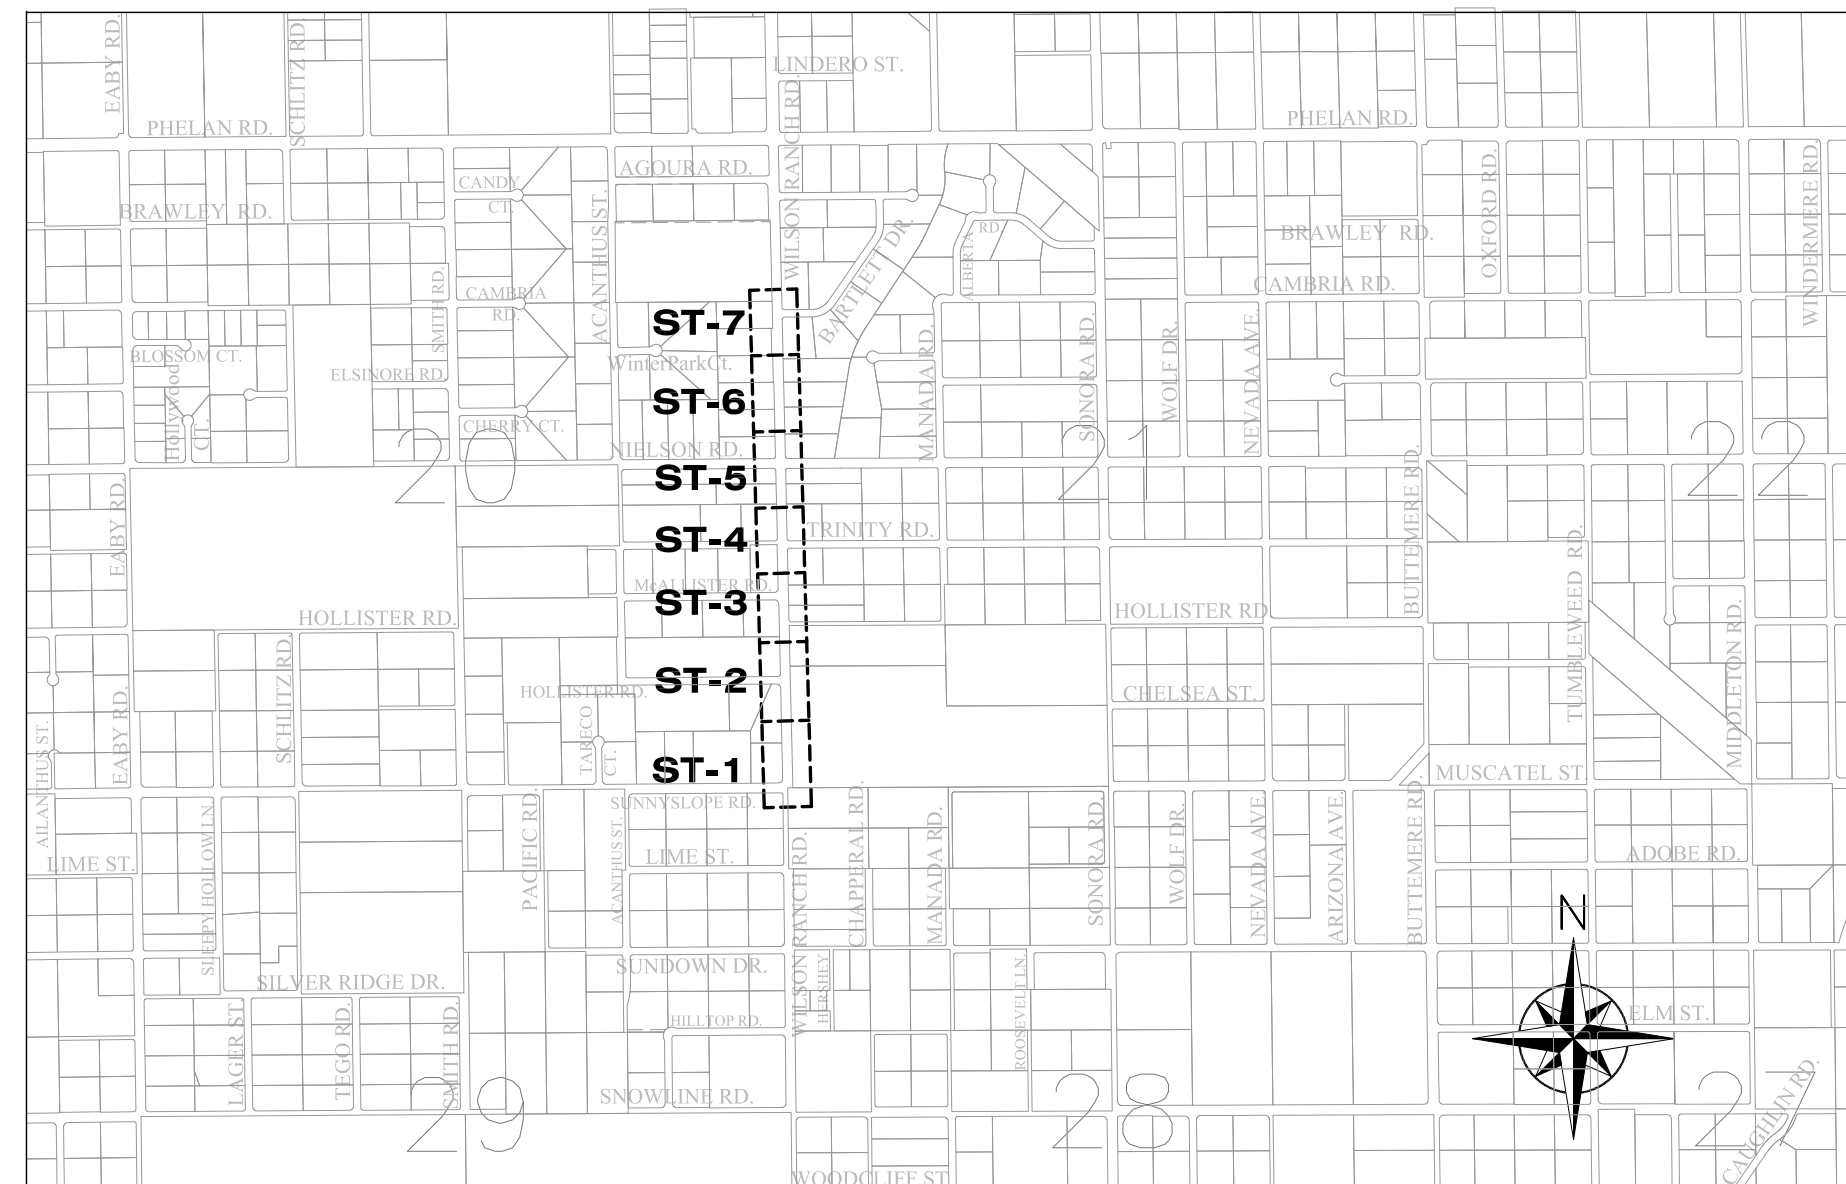 EABY RD.
SCHLITZ RD.
LINDERO ST.
PHELAN RD.
PHELAN RD.
WILSON RANCH RD.
AGOURA RD.
CANDY
CT.
BRAWLEY RD.
ACANTHUS ST.
BARTLETT DR.
ALBERTA
RD.
BRAWLEY RD.
OXFORD RD.
WINDERMERE RD.
CAMBRIA RD.
CAMBRIA
RD.
SMITH RD.
ST-7
BLOSSOM CT.
ELSINORE RD.
WinterParkCt.
MANADA RD.
SONORA RD.
WOLF DR.
NEVADA AVE.
Hollywood
CT.
ST-6
CHERRY CT.
NIELSON RD.
20
21
22
ST-5
BUTTERMERE RD.
EABY RD.
ST-4
TRINITY RD.
McALLISTER RD.
ST-3
HOLLISTER RD.
HOLLISTER RD.
TUMBLEWEED RD.
MIDDLETON RD.
SCHLITZ RD.
ST-2
HOLLISTER RD.
CHELSEA ST.
EABY RD.
AILANTHUS ST.
TARECO
CT.
ST-1
MUSCATEL ST.
SUNNYSLOPE RD.
SLEEPY HOLLOW LN.
PACIFIC RD.
ACANTHUS ST.
LIME ST.
LIME ST.
WILSON RANCH RD.
CHAPPERAL RD.
MANADA RD.
SONORA RD.
WOLF DR.
NEVADA AVE.
ARIZONA AVE.
BUTTEMERE RD.
ADOBE RD.
N
SILVER RIDGE DR.
SUNDOWN DR.
HERSHEY
ROOSEVELT LN.
HILLTOP RD.
ELM ST.
LAGER ST.
TEGO RD.
SMITH RD.
SNOWLINE RD.
29
28
2
CAUGHLIN RD.
WOODCLIFF ST